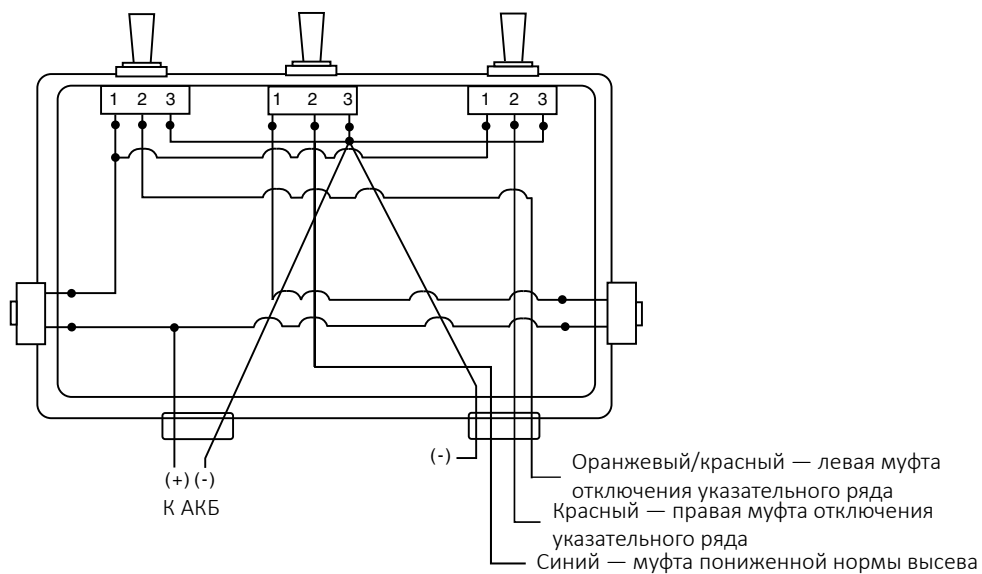 1 2 3
1 2 3
1 2 3
(-)
(+) (-)
К АКБ
Оранжевый/красный — левая муфта
отключения указательного ряда
Красный — правая муфта отключения
указательного ряда
Синий — муфта пониженной нормы высева